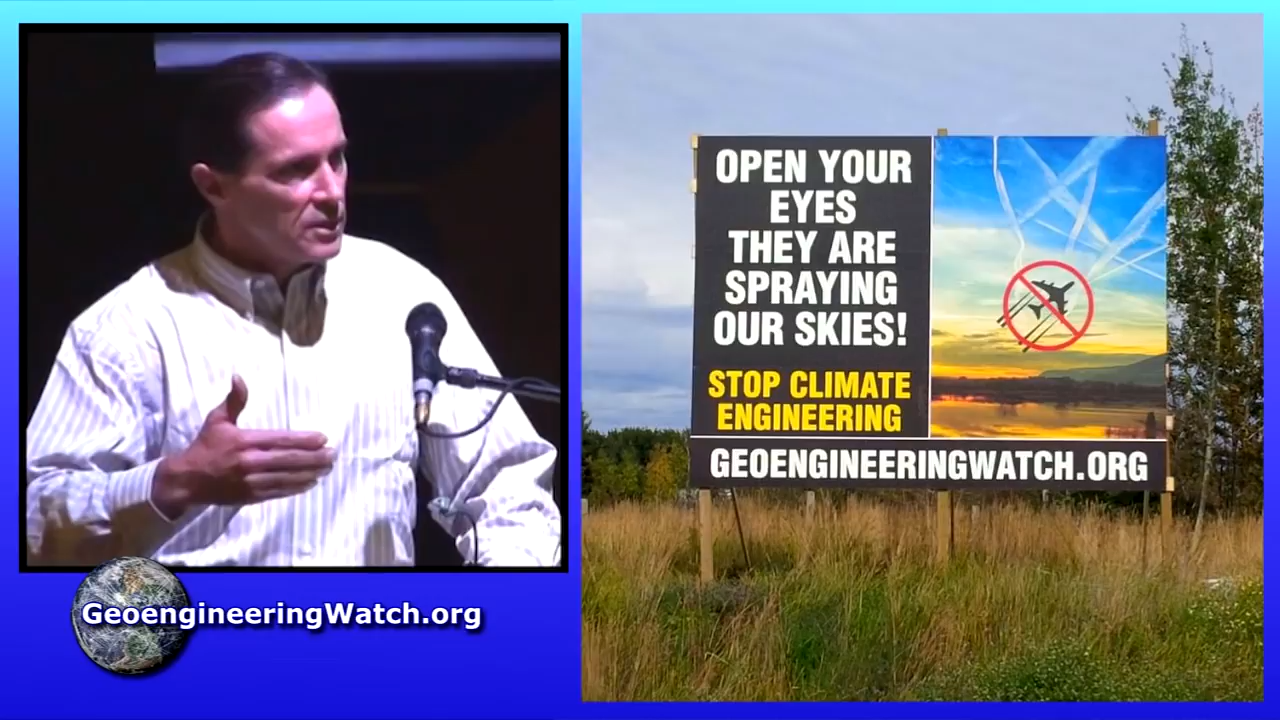 OPEN YOUR
EYES
THEY ARE
SPRAYING
OUR SKIES!
STOP CLIMATE
ENGINEERING
GEOENGINEERINGWATCH.ORG
GeoengineeringWatch.org